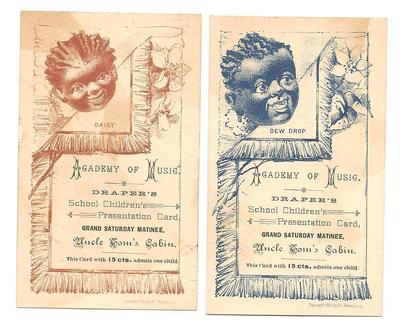 DAISY
ACADEMY OF MUSIC.
DRAPER'S
School Children's
Presentation Card,
GRAND SATURDAY MATINEE,
Uncle Tom's Cabin.
This Card with 15 cts. admits one child.
DEW DROP
ACADEMY OF MUSIC.
DRAPER'S
School Children's
Presentation Card,
GRAND SATURDAY MATINEE,
Uncle Tom's Cabin.
This Card with 15 cts. admits one child.